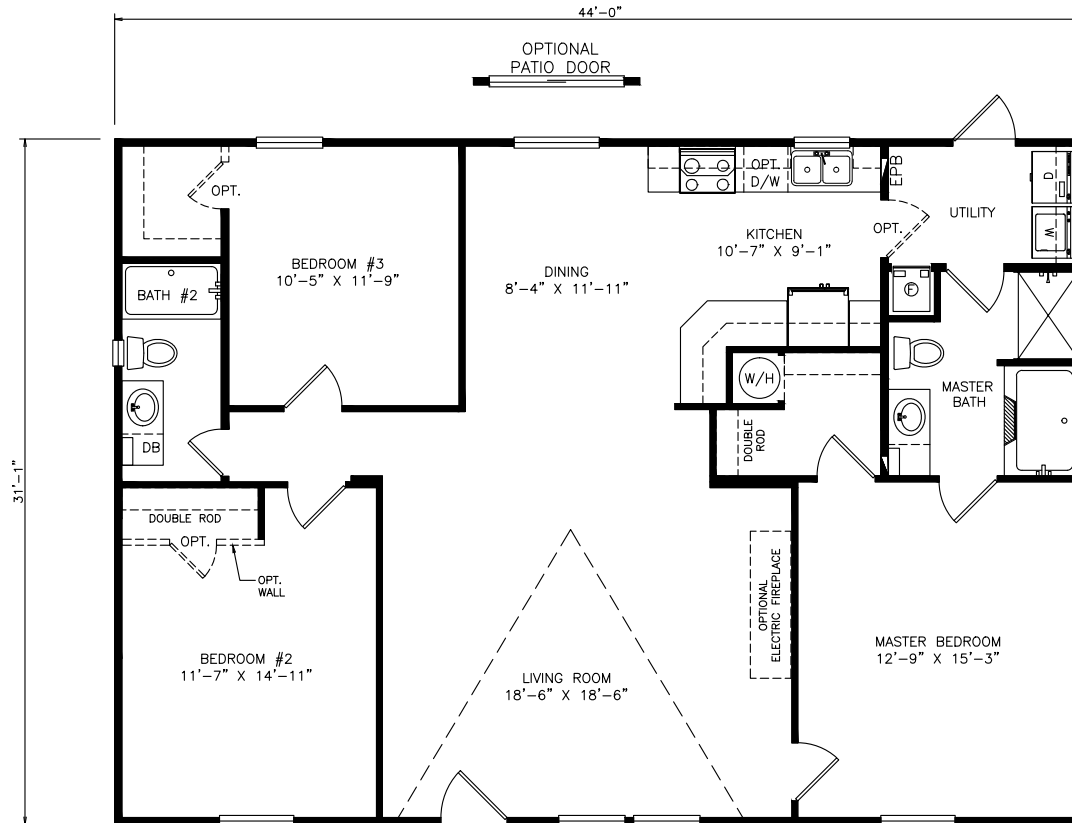 44'-0"
OPTIONAL
PATIO DOOR
OPT.
EPB
OPT.
D/W
D
W
UTILITY
OPT.
KITCHEN
10'-7" X 9'-1"
BEDROOM #3
10'-5" X 11'-9"
DINING
8'-4" X 11'-11"
BATH #2
F
W/H
MASTER
BATH
DOUBLE
ROD
DB
31'-1"
DOUBLE ROD
OPT.
OPT.
WALL
OPTIONAL
ELECTRIC FIREPLACE
MASTER BEDROOM
12'-9" X 15'-3"
BEDROOM #2
11'-7" X 14'-11"
LIVING ROOM
18'-6" X 18'-6"